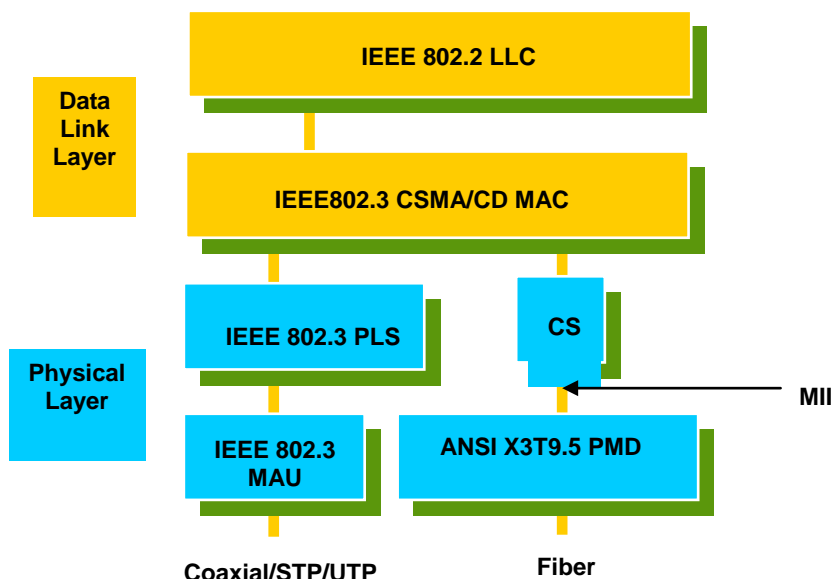 IEEE 802.2 LLC
Data
Link
Layer
IEEE802.3 CSMA/CD MAC
IEEE 802.3 PLS
CS
Physical
Layer
MII
IEEE 802.3
MAU
ANSI X3T9.5 PMD
Coaxial/STP/UTP
Fiber